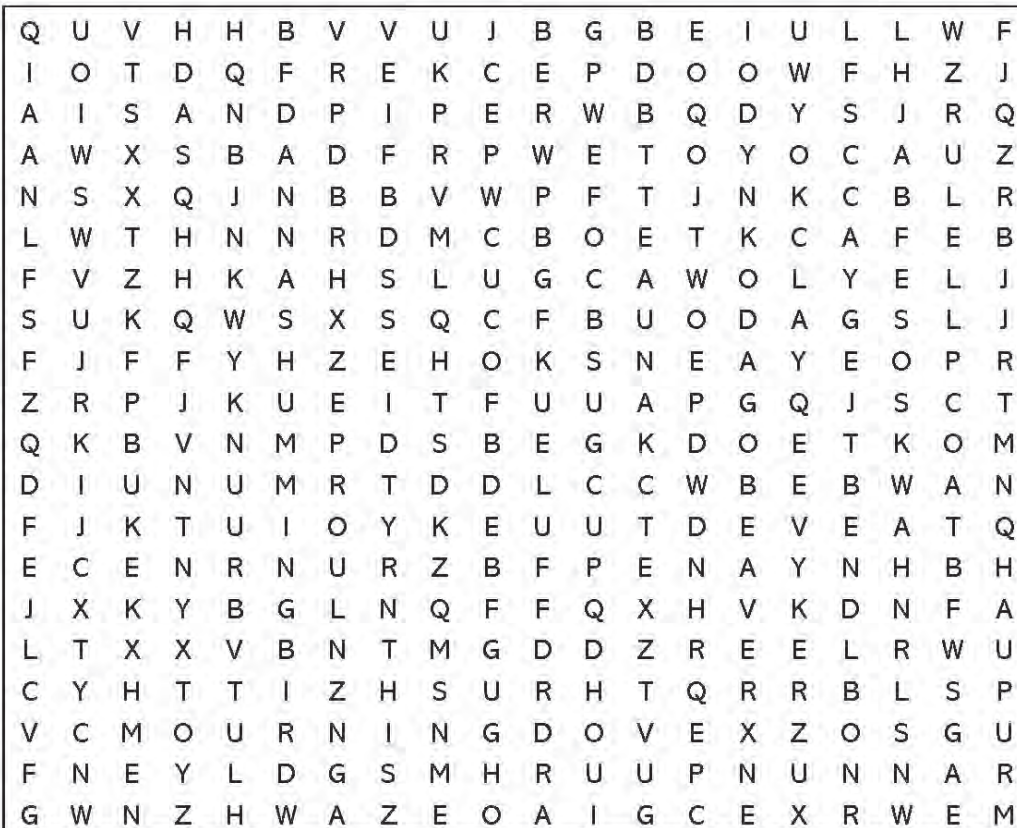 Q U V H H B V V U J B G B E I U L L W F
I O T D Q F R E K C E P D O O W F H Z J
A I S A N D P I P E R W B Q D Y S J R Q
A W X S B A D F R P W E T O Y O C A U Z
N S X Q J N B B V W P F T J N K C B L R
L W T H N N R D M C B O E T K C A F E B
F V Z H K A H S L U G C A W O L Y E L J
S U K Q W S X S Q C F B U O D A G S L J
F J F F Y H Z E H O K S N E A Y E O P R
Z R P J K U E I T F U U A P G Q J S C T
Q K B V N M P D S B E G K D O E T K O M
D I U N U M R T D D L C C W B E B W A N
F J K T U I O Y K E U U T D E V E A T Q
E C E N R N U R Z B F P E N A Y N H B H
J X K Y B G L N Q F F Q X H V K D N F A
L T X X V B N T M G D D Z R E E L R W U
C Y H T T I Z H S U R H T Q R R B L S P
V C M O U R N I N G D O V E X Z O S G U
F N E Y L D G S M H R U U P N U N N A R
G W N Z H W A Z E O A I G C E X R W E M